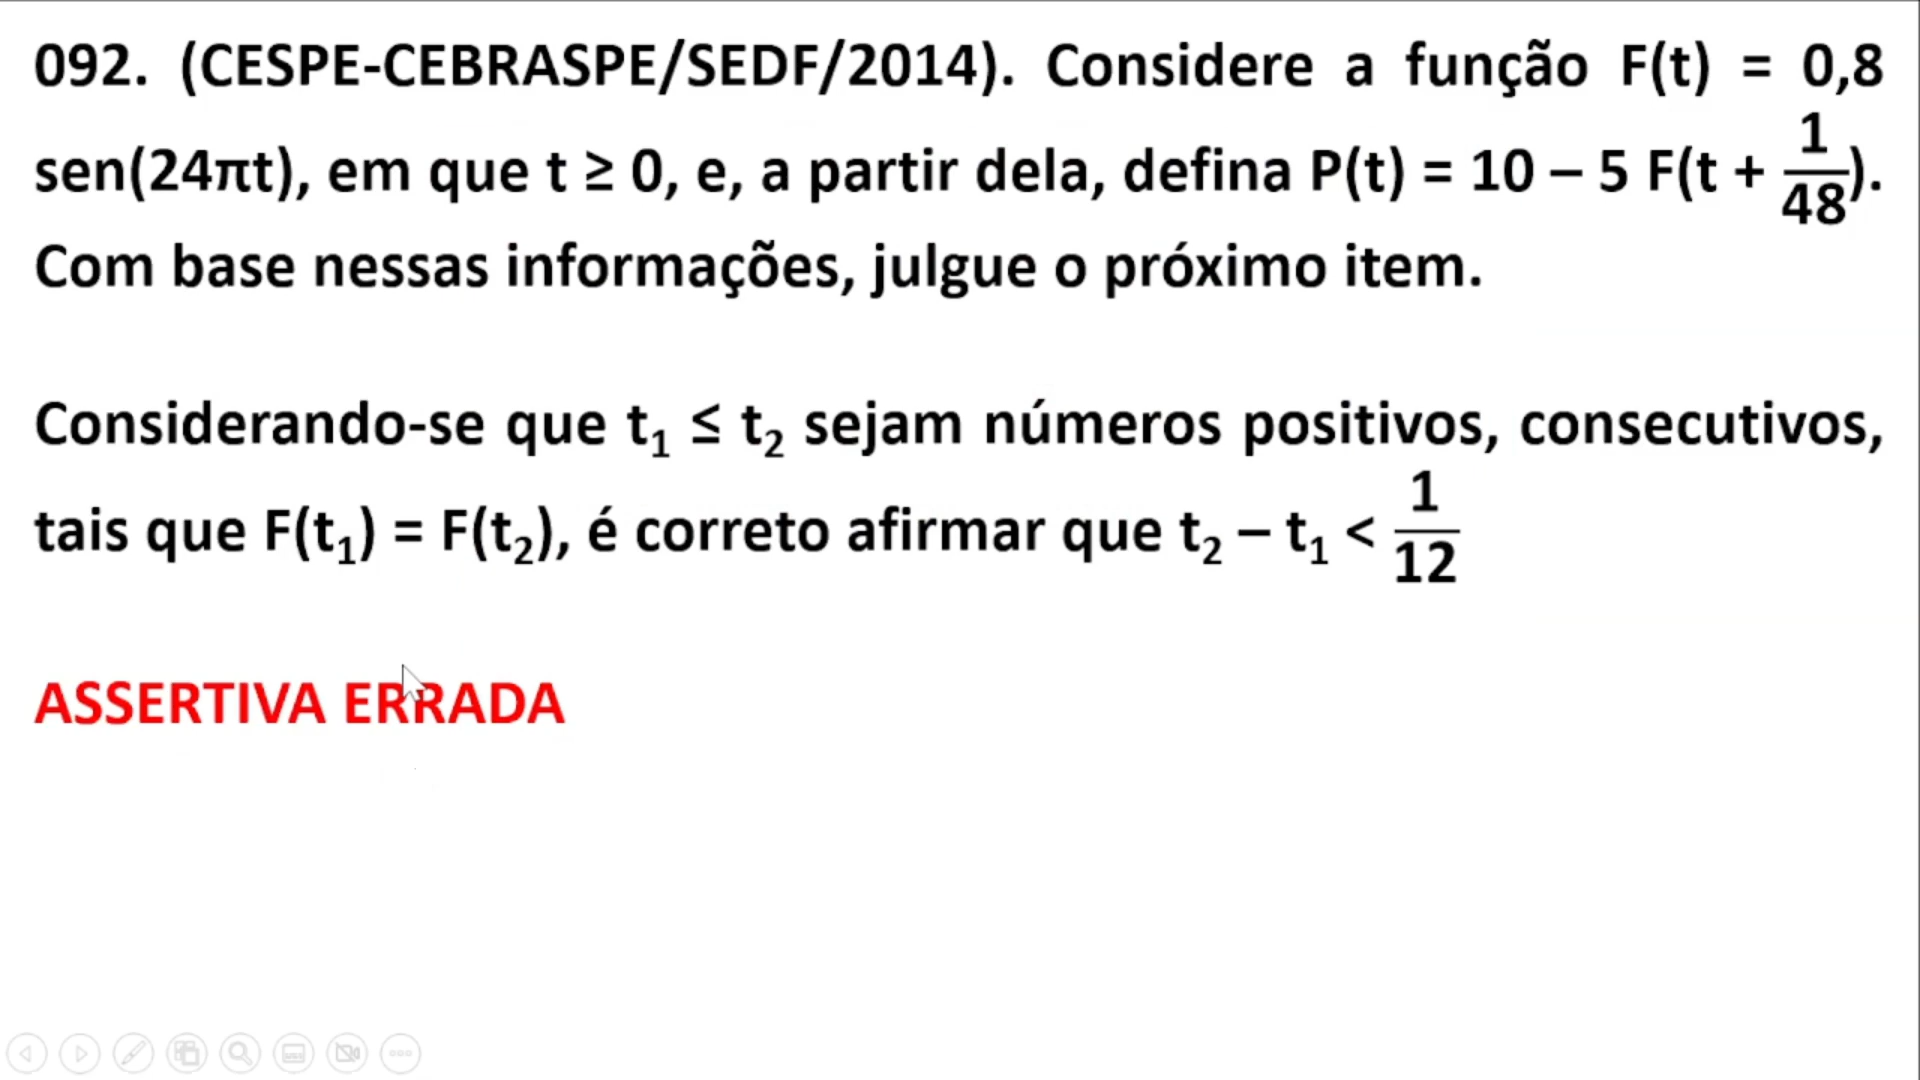 092. (CESPE-CEBRASPE/SEDF/2014). Considere a função F(t) = 0,8
sen(24πt), em que t ≥ 0, e, a partir dela, defina P(t) = 10 – 5 F(t + 1/48).
Com base nessas informações, julgue o próximo item.
Considerando-se que t₁ ≤ t₂ sejam números positivos, consecutivos,
tais que F(t₁) = F(t₂), é correto afirmar que t₂ – t₁ < 1/12
ASSERTIVA ERRADA